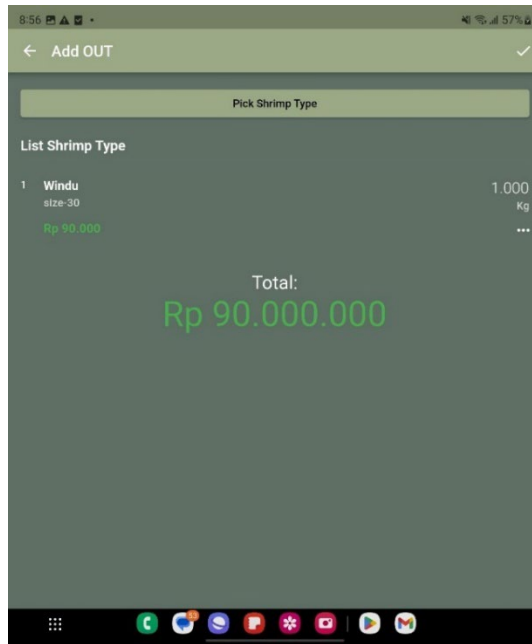 8:56
57%
Add OUT
Pick Shrimp Type
List Shrimp Type
1 Windu 1.000
size-30 Kg
Rp 90.000
Total:
Rp 90.000.000